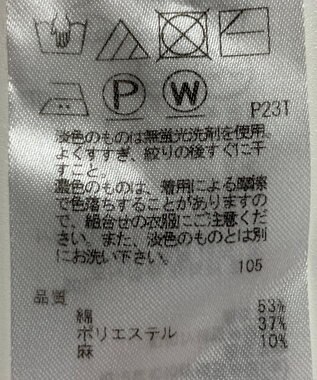 P W
P231
淡色のものは無蛍光洗剤を使用。
よくすすぎ、絞りの後すぐに干
すこと。
濃色のものは、着用による摩擦
で色落ちすることがありますの
で、組合せの衣服にご注意くだ
さい。また、淡色のものとは別
にお洗い下さい。
105
品質
綿 53%
ポリエステル 37%
麻 10%